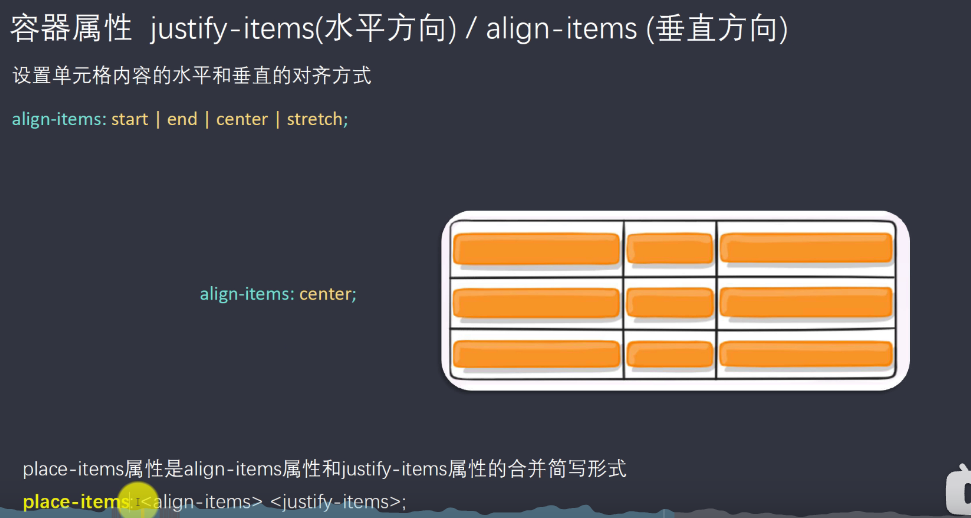 容器属性 justify-items(水平方向) / align-items (垂直方向)
设置单元格内容的水平和垂直的对齐方式
align-items: start | end | center | stretch;
align-items: center;
place-items属性是align-items属性和justify-items属性的合并简写形式
place-items: <align-items> <justify-items>;